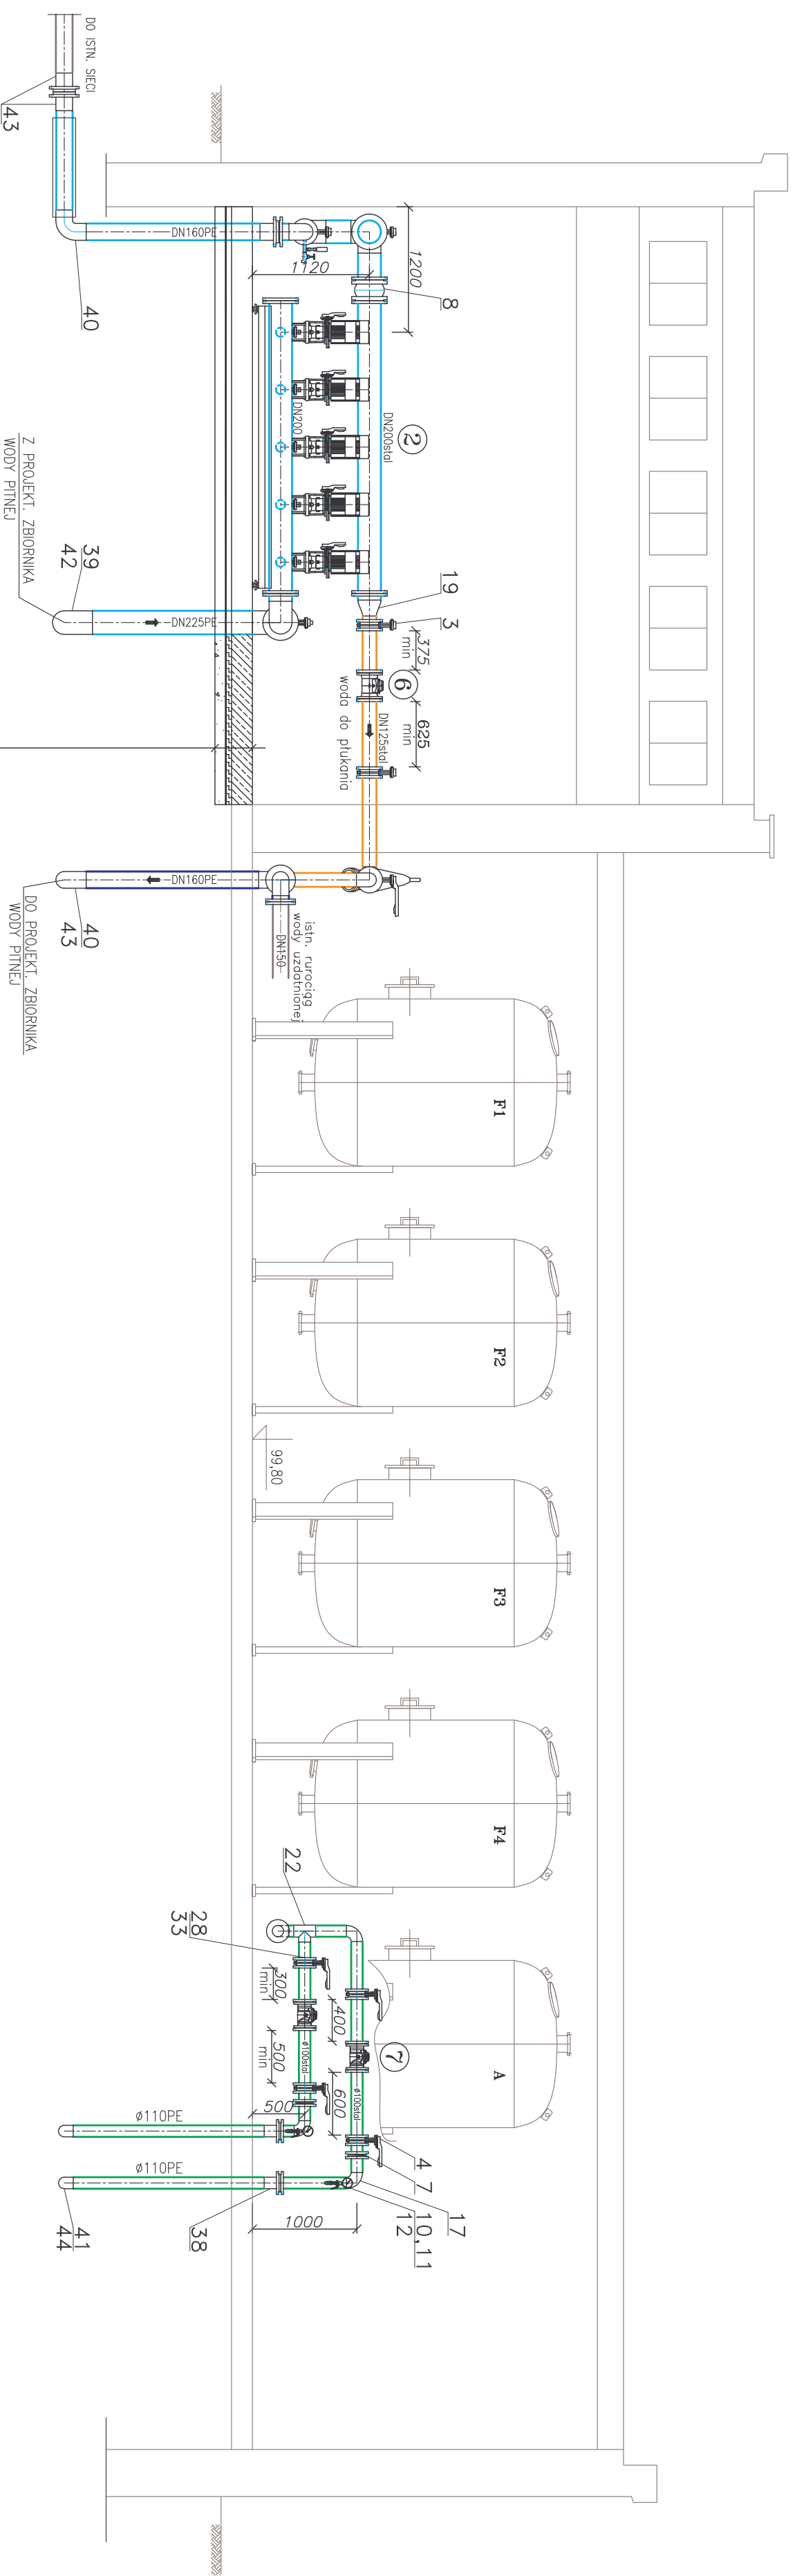 DO ISTN. SIECI
43
DN160PE
40
1120
1200
8
DN200
DN200stal
2
Z PROJEKT. ZBIORNIKA
WODY PITNEJ
39
42
DN225PE
19
3
375
min
6
625
min
DN125stal
woda do płukania
DN160PE
40
43
DO PROJEKT. ZBIORNIKA
WODY PITNEJ
istn. rurociąg
wody uzdatnionej
DN150
F1
F2
99,80
F3
F4
A
22
28
33
300
min
400
7
500
min
ø100stal
600
ø100stal
500
4
7
ø110PE
ø110PE
17
10,11
12
1000
38
41
44